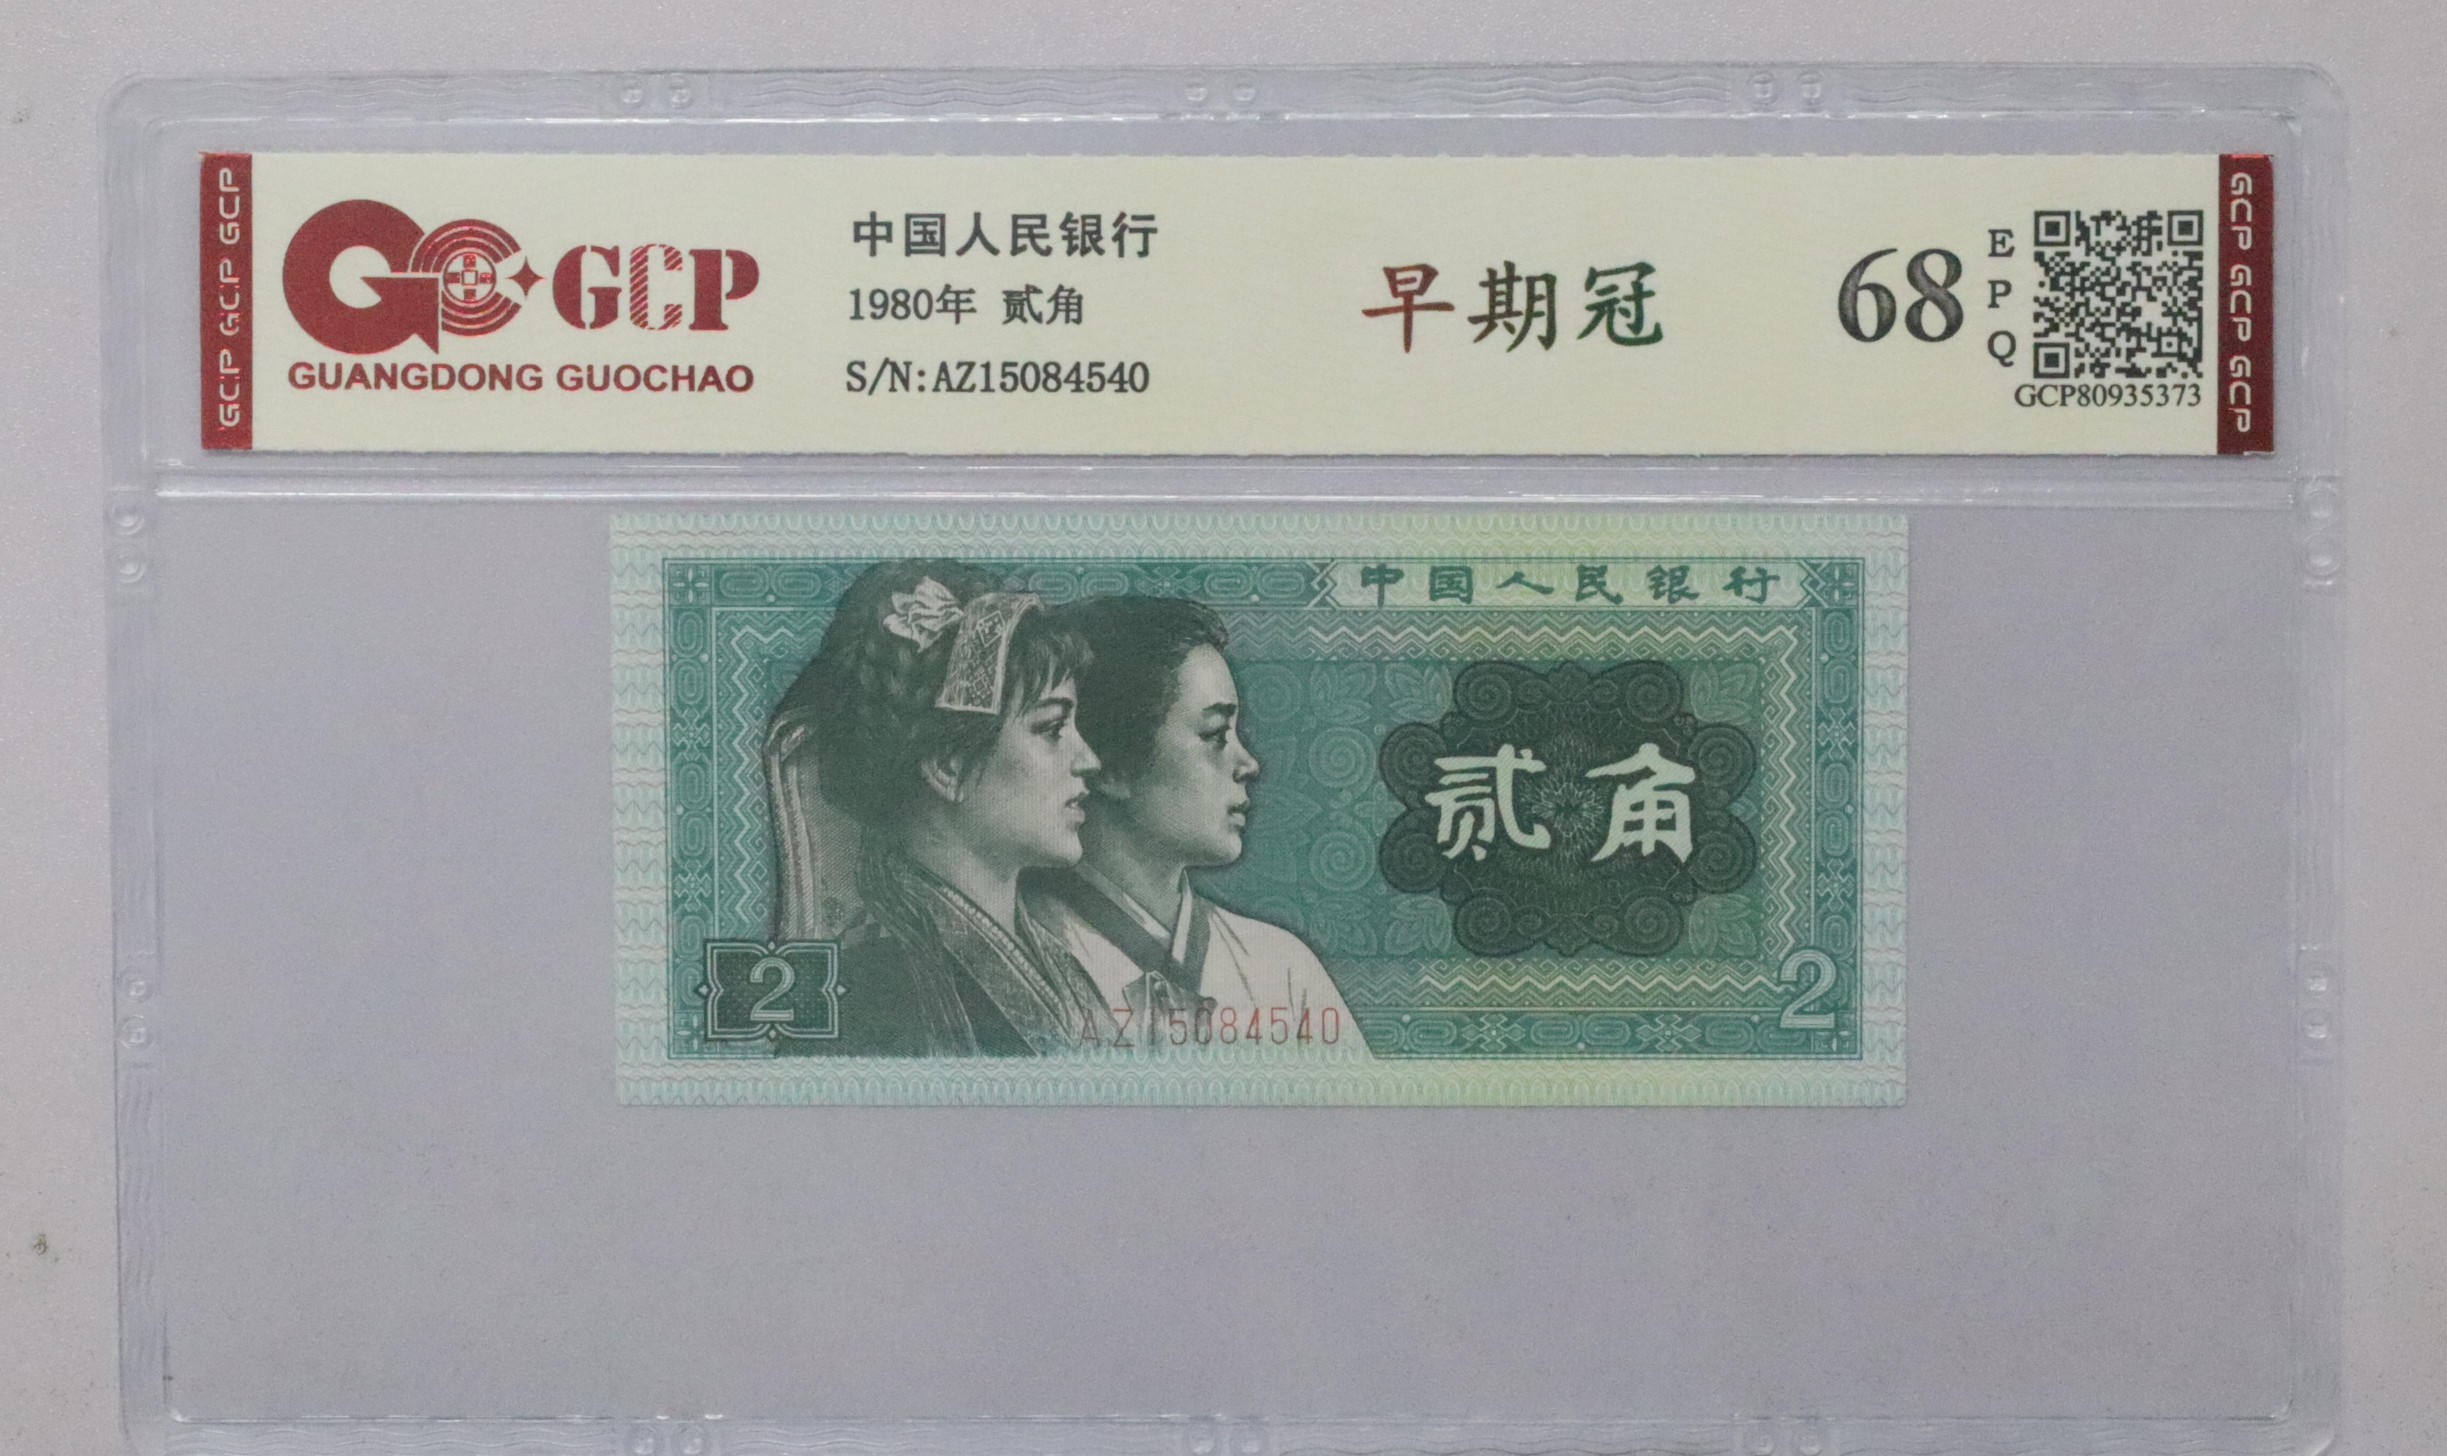 GCP GCP GCP
GCP
GUANGDONG GUOCHAO
中国人民银行
1980年 贰角
S/N:AZ15084540
早期冠
68
E
P
Q
GCP80935373
GCP GCP GCP
中国人民银行
贰角
2
AZ15084540
2